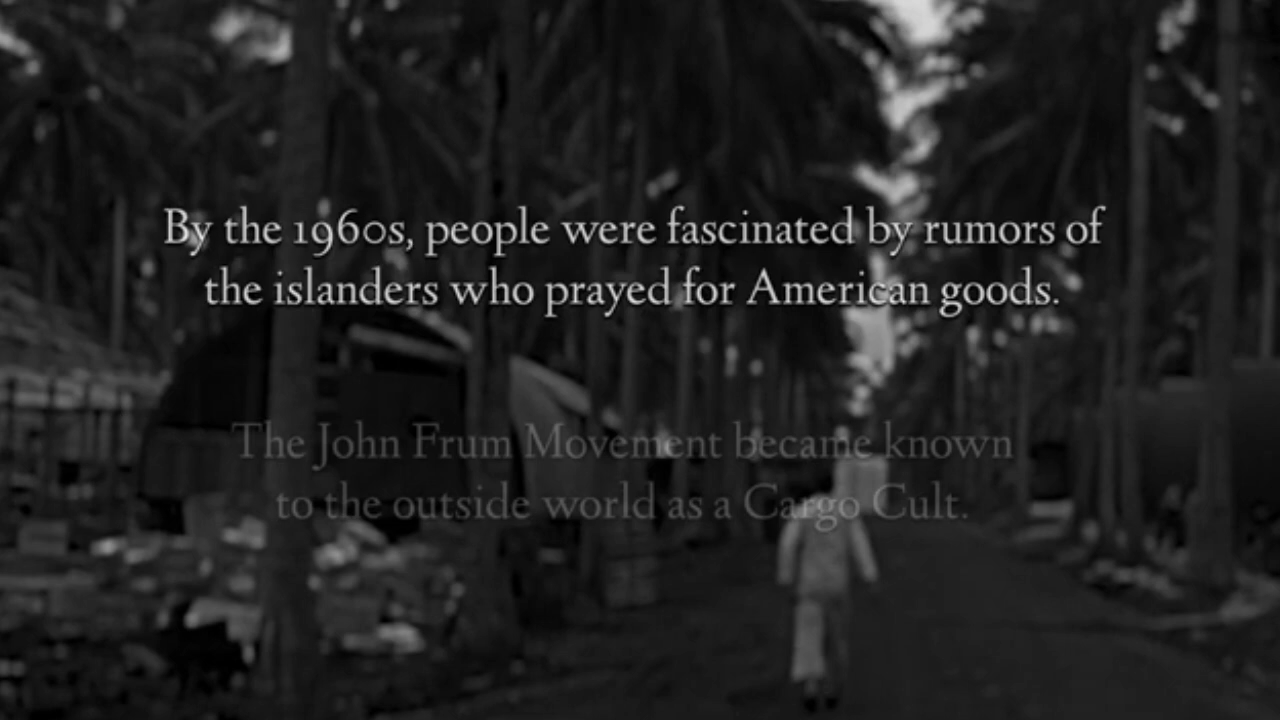 By the 1960s, people were fascinated by rumors of
the islanders who prayed for American goods.
The John Frum Movement became known
to the outside world as a Cargo Cult.